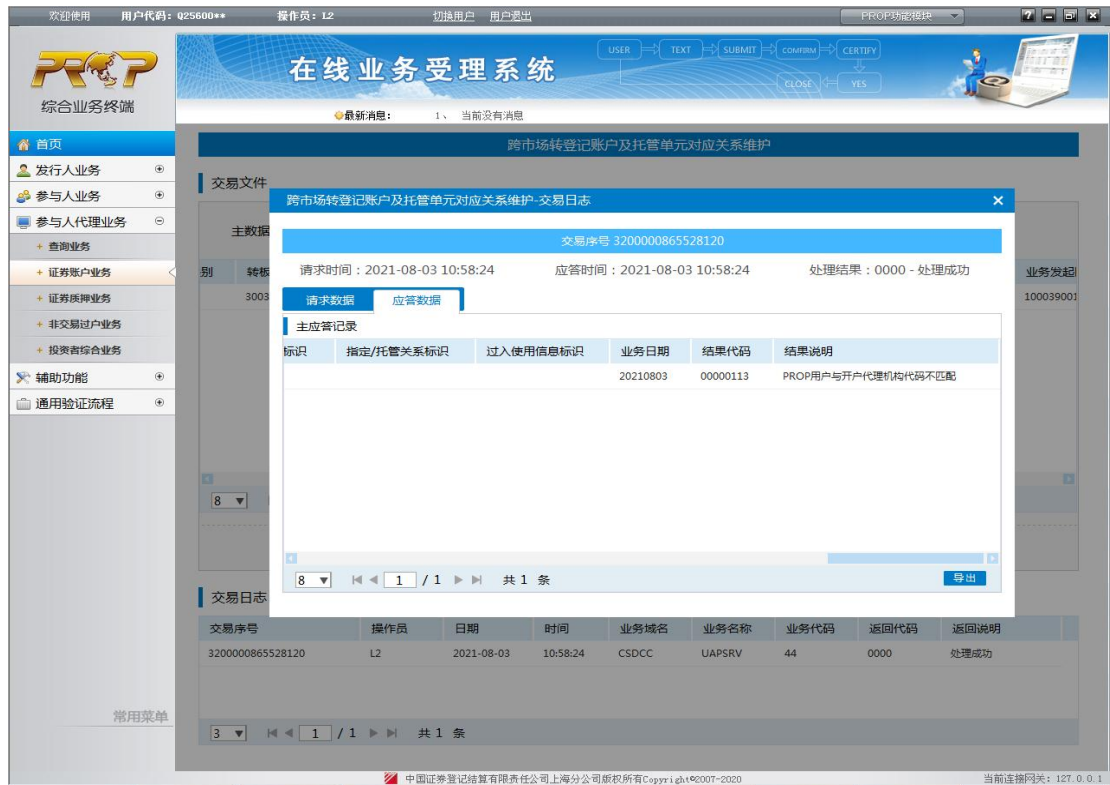 欢迎使用 用户代码: Q25600** 操作员: L2 切换用户 用户退出 PROP功能模块
PROP
综合业务终端
在线业务受理系统
USER TEXT SUBMIT COMFIRM CERTIFY
CLOSE YES
最新消息: 1、 当前没有消息
首页
发行人业务
参与人业务
参与人代理业务
+ 查询业务
+ 证券账户业务
+ 证券质押业务
+ 非交易过户业务
+ 投资者综合业务
辅助功能
通用验证流程
常用菜单
跨市场转登记账户及托管单元对应关系维护
交易文件
主数据
别 转板 业务发起
3003 100039001
8
跨市场转登记账户及托管单元对应关系维护-交易日志 ×
交易序号 3200000865528120
请求时间：2021-08-03 10:58:24 应答时间：2021-08-03 10:58:24 处理结果：0000 - 处理成功
请求数据 应答数据
主应答记录
标识 指定/托管关系标识 过入使用信息标识 业务日期 结果代码 结果说明
20210803 00000113 PROP用户与开户代理机构代码不匹配
8 1 / 1 共 1 条 导出
交易日志
交易序号 操作员 日期 时间 业务域名 业务名称 业务代码 返回代码 返回说明
3200000865528120 L2 2021-08-03 10:58:24 CSDCC UAPSRV 44 0000 处理成功
3 1 / 1 共 1 条
中国证券登记结算有限责任公司上海分公司版权所有Copyright©2007-2020 当前连接网关: 127.0.0.1